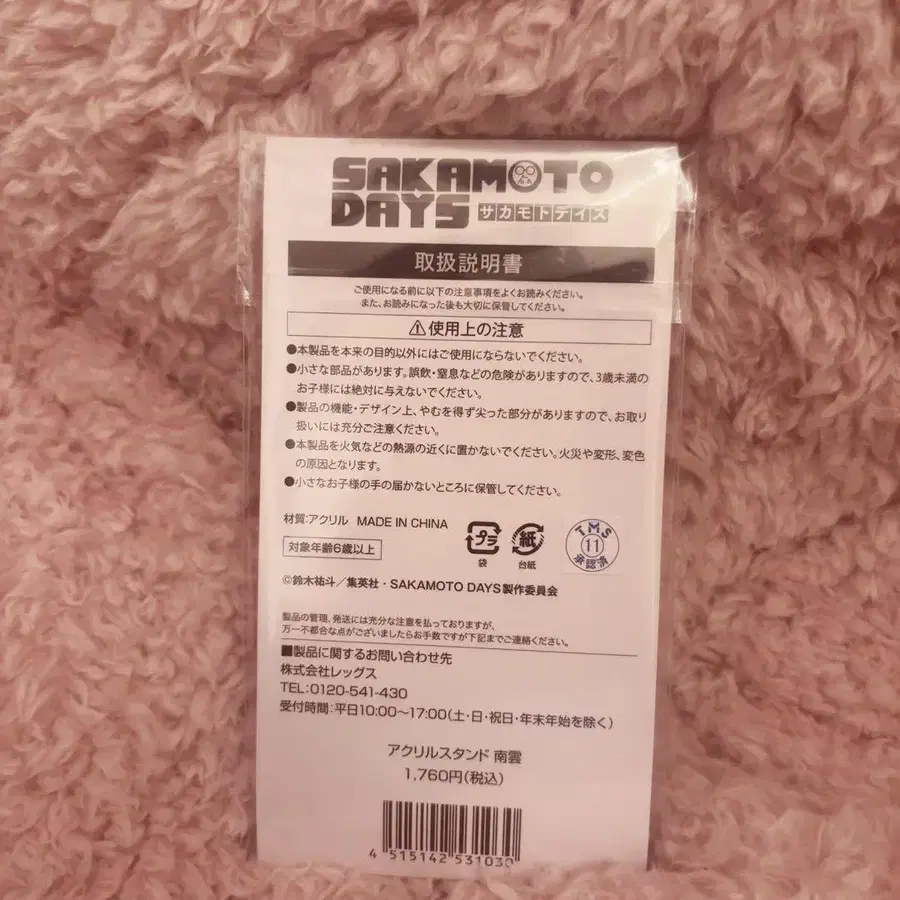 SAKAMOTO
DAYS サカモトデイズ
取扱説明書
ご使用になる前に以下の注意事項をよくお読みください。
また、お読みになった後も大切に保管してください。
⚠使用上の注意
●本製品を本来の目的以外にはご使用にならないでください。
●小さな部品があります。誤飲・窒息などの危険がありますので、3歳未満の
お子様には絶対に与えないでください。
●製品の機能・デザイン上、やむを得ず尖った部分がありますので、お取り
扱いには充分ご注意ください。
●本製品を火気などの熱源の近くに置かないでください。火災や変形、変色
の原因となります。
●小さなお子様の手の届かないところに保管してください。
材質：アクリル MADE IN CHINA
対象年齢6歳以上
プラ
袋
紙
台紙
TMS
11
承認済
©鈴木祐斗／集英社・SAKAMOTO DAYS製作委員会
製品の管理、発送には充分な注意を払っておりますが、
万一不都合な点がございましたらお手数ですが下記までご連絡ください。
■製品に関するお問い合わせ先
株式会社レッグス
TEL：0120-541-430
受付時間：平日10:00～17:00（土・日・祝日・年末年始を除く）
アクリルスタンド 南雲
1,760円（税込）
4 515142 531030